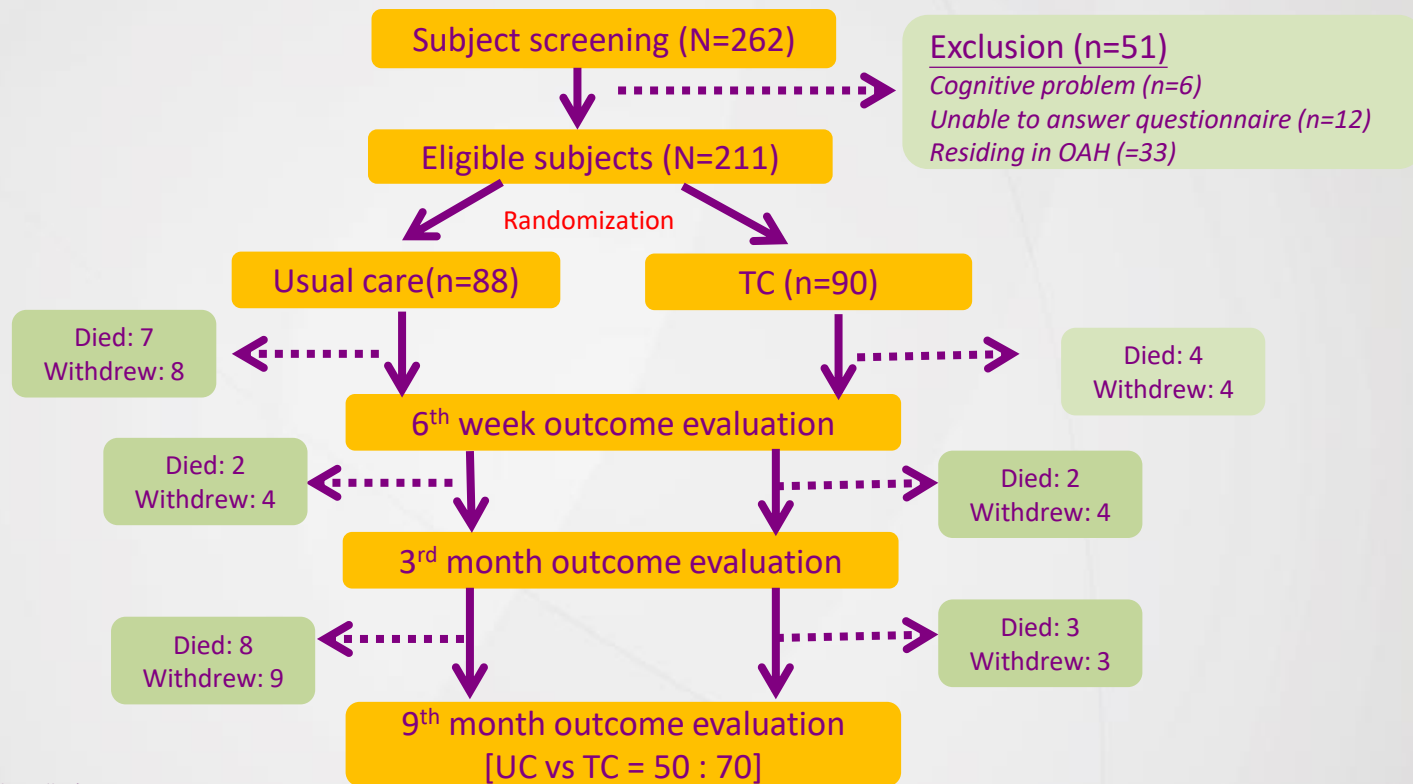 Subject screening (N=262)
Exclusion (n=51)
Cognitive problem (n=6)
Unable to answer questionnaire (n=12)
Residing in OAH (=33)
Eligible subjects (N=211)
Randomization
Usual care(n=88)
TC (n=90)
Died: 7
Withdrew: 8
Died: 4
Withdrew: 4
6th week outcome evaluation
Died: 2
Withdrew: 4
Died: 2
Withdrew: 4
3rd month outcome evaluation
Died: 8
Withdrew: 9
Died: 3
Withdrew: 3
9th month outcome evaluation
[UC vs TC = 50 : 70]